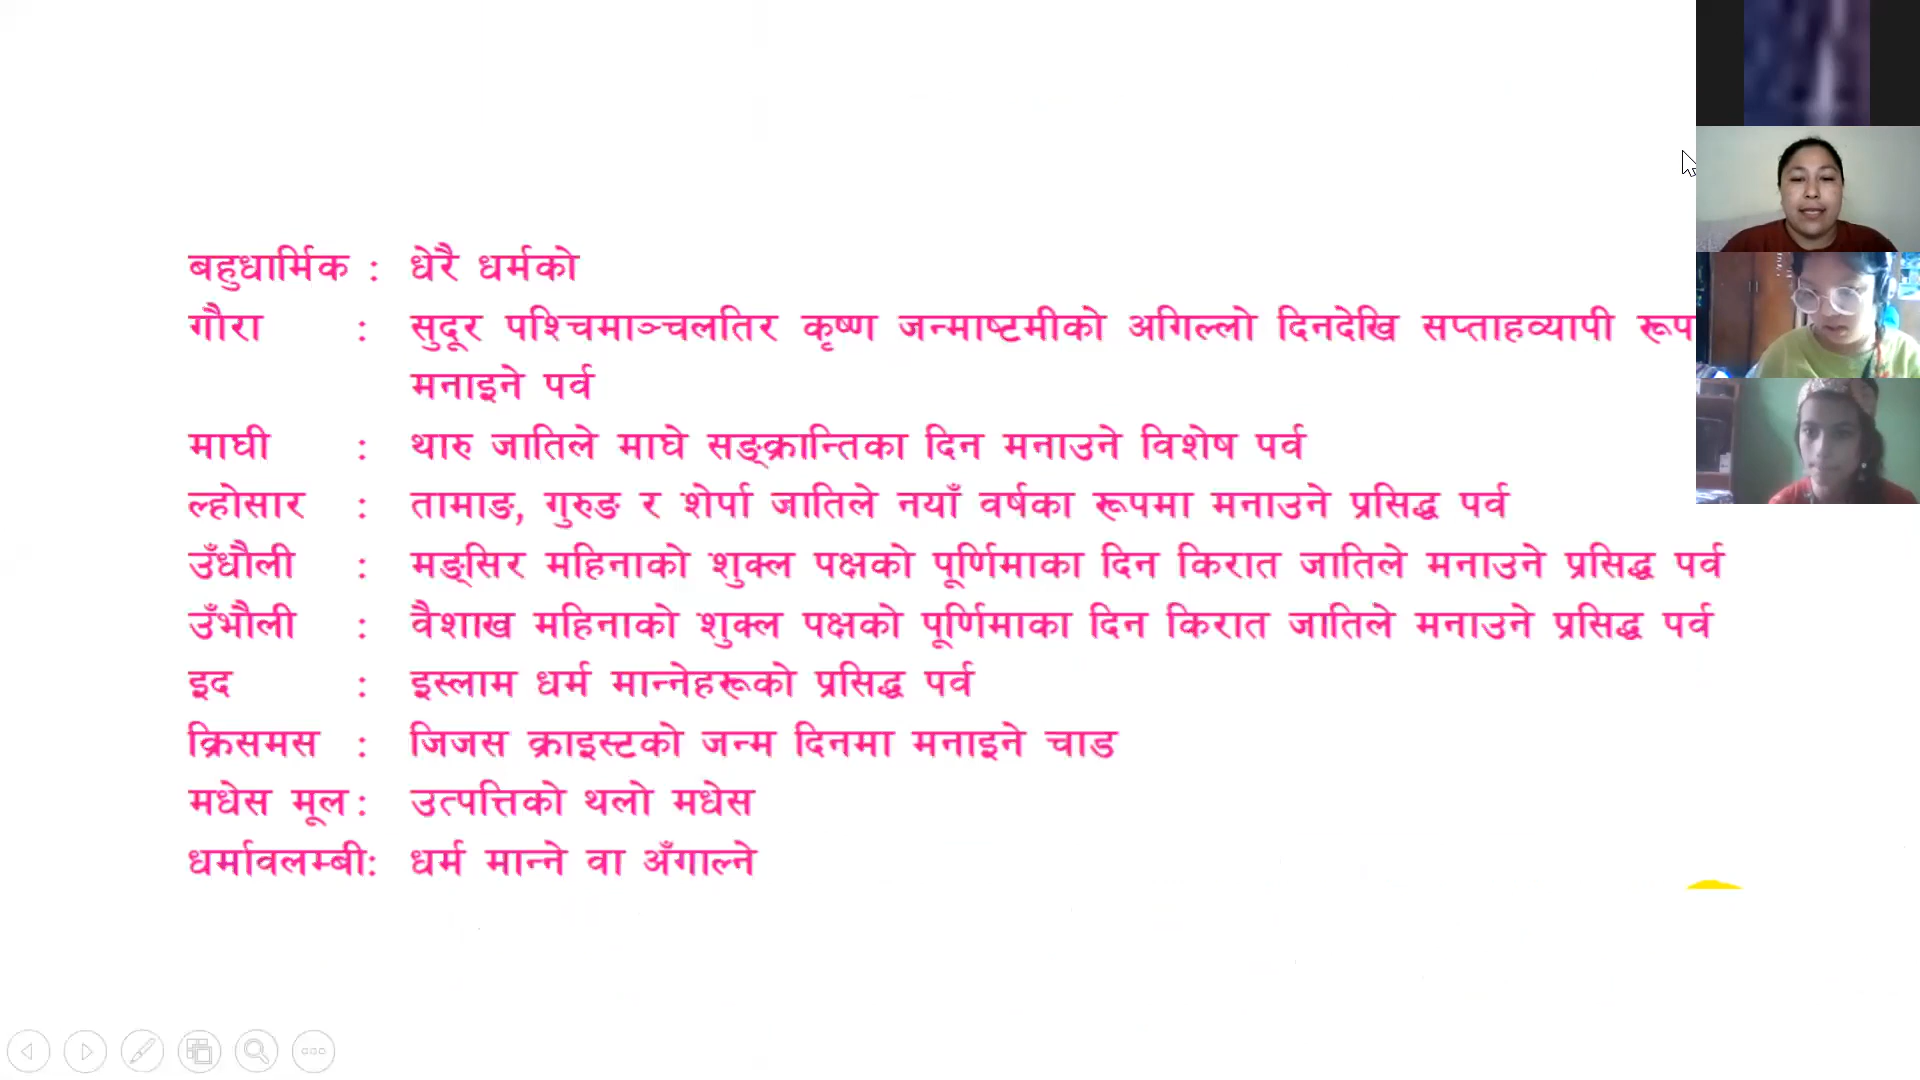 बहुधार्मिक : धेरै धर्मको
गौरा : सुदूर पश्चिमाञ्चलतिर कृष्ण जन्माष्टमीको अगिल्लो दिनदेखि सप्ताहव्यापी रूप
मनाइने पर्व
माघी : थारु जातिले माघे सङ्क्रान्तिका दिन मनाउने विशेष पर्व
ल्होसार : तामाङ, गुरुङ र शेर्पा जातिले नयाँ वर्षका रूपमा मनाउने प्रसिद्ध पर्व
उँधौली : मङ्सिर महिनाको शुक्ल पक्षको पूर्णिमाका दिन किरात जातिले मनाउने प्रसिद्ध पर्व
उँभौली : वैशाख महिनाको शुक्ल पक्षको पूर्णिमाका दिन किरात जातिले मनाउने प्रसिद्ध पर्व
इद : इस्लाम धर्म मान्नेहरूको प्रसिद्ध पर्व
क्रिसमस : जिजस क्राइस्टको जन्म दिनमा मनाइने चाड
मधेस मूल : उत्पत्तिको थलो मधेस
धर्मावलम्बी: धर्म मान्ने वा अँगाल्ने